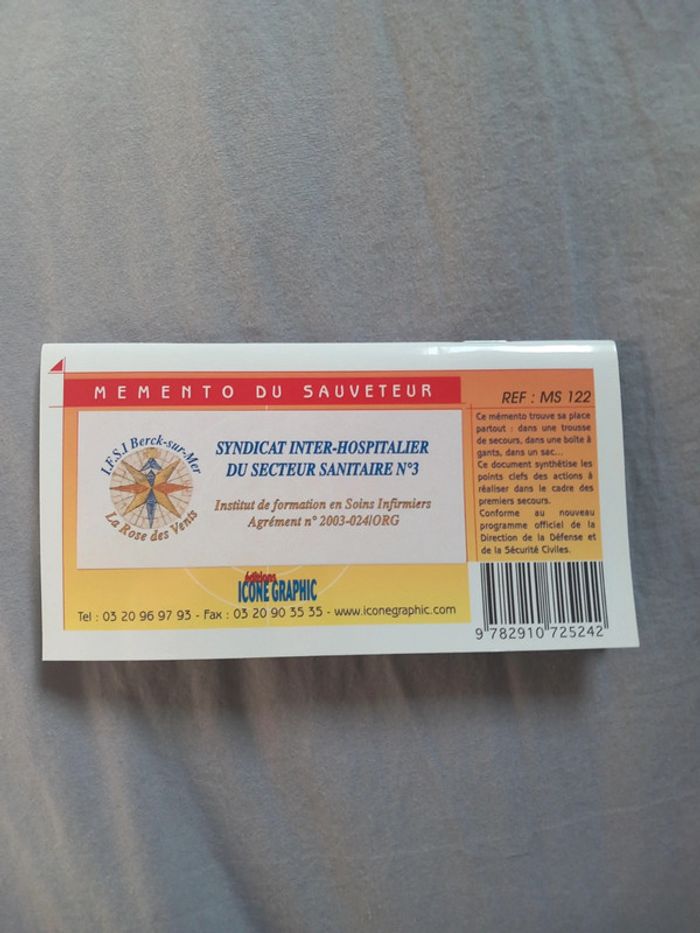 MEMENTO DU SAUVETEUR
REF : MS 122
I.F.S.I Berck-sur-Mer
La Rose des Vents
SYNDICAT INTER-HOSPITALIER
DU SECTEUR SANITAIRE N°3
Institut de formation en Soins Infirmiers
Agrément n° 2003-024/ORG
Ce mémento trouve sa place
partout : dans une trousse
de secours, dans une boîte à
gants, dans un sac...
Ce document synthétise les
points clefs des actions à
réaliser dans le cadre des
premiers secours.
Conforme au nouveau
programme officiel de la
Direction de la Défense et
de la Sécurité Civiles.
éditions
ICONE GRAPHIC
Tel : 03 20 96 97 93 - Fax : 03 20 90 35 35 - www.iconegraphic.com
9 782910 725242